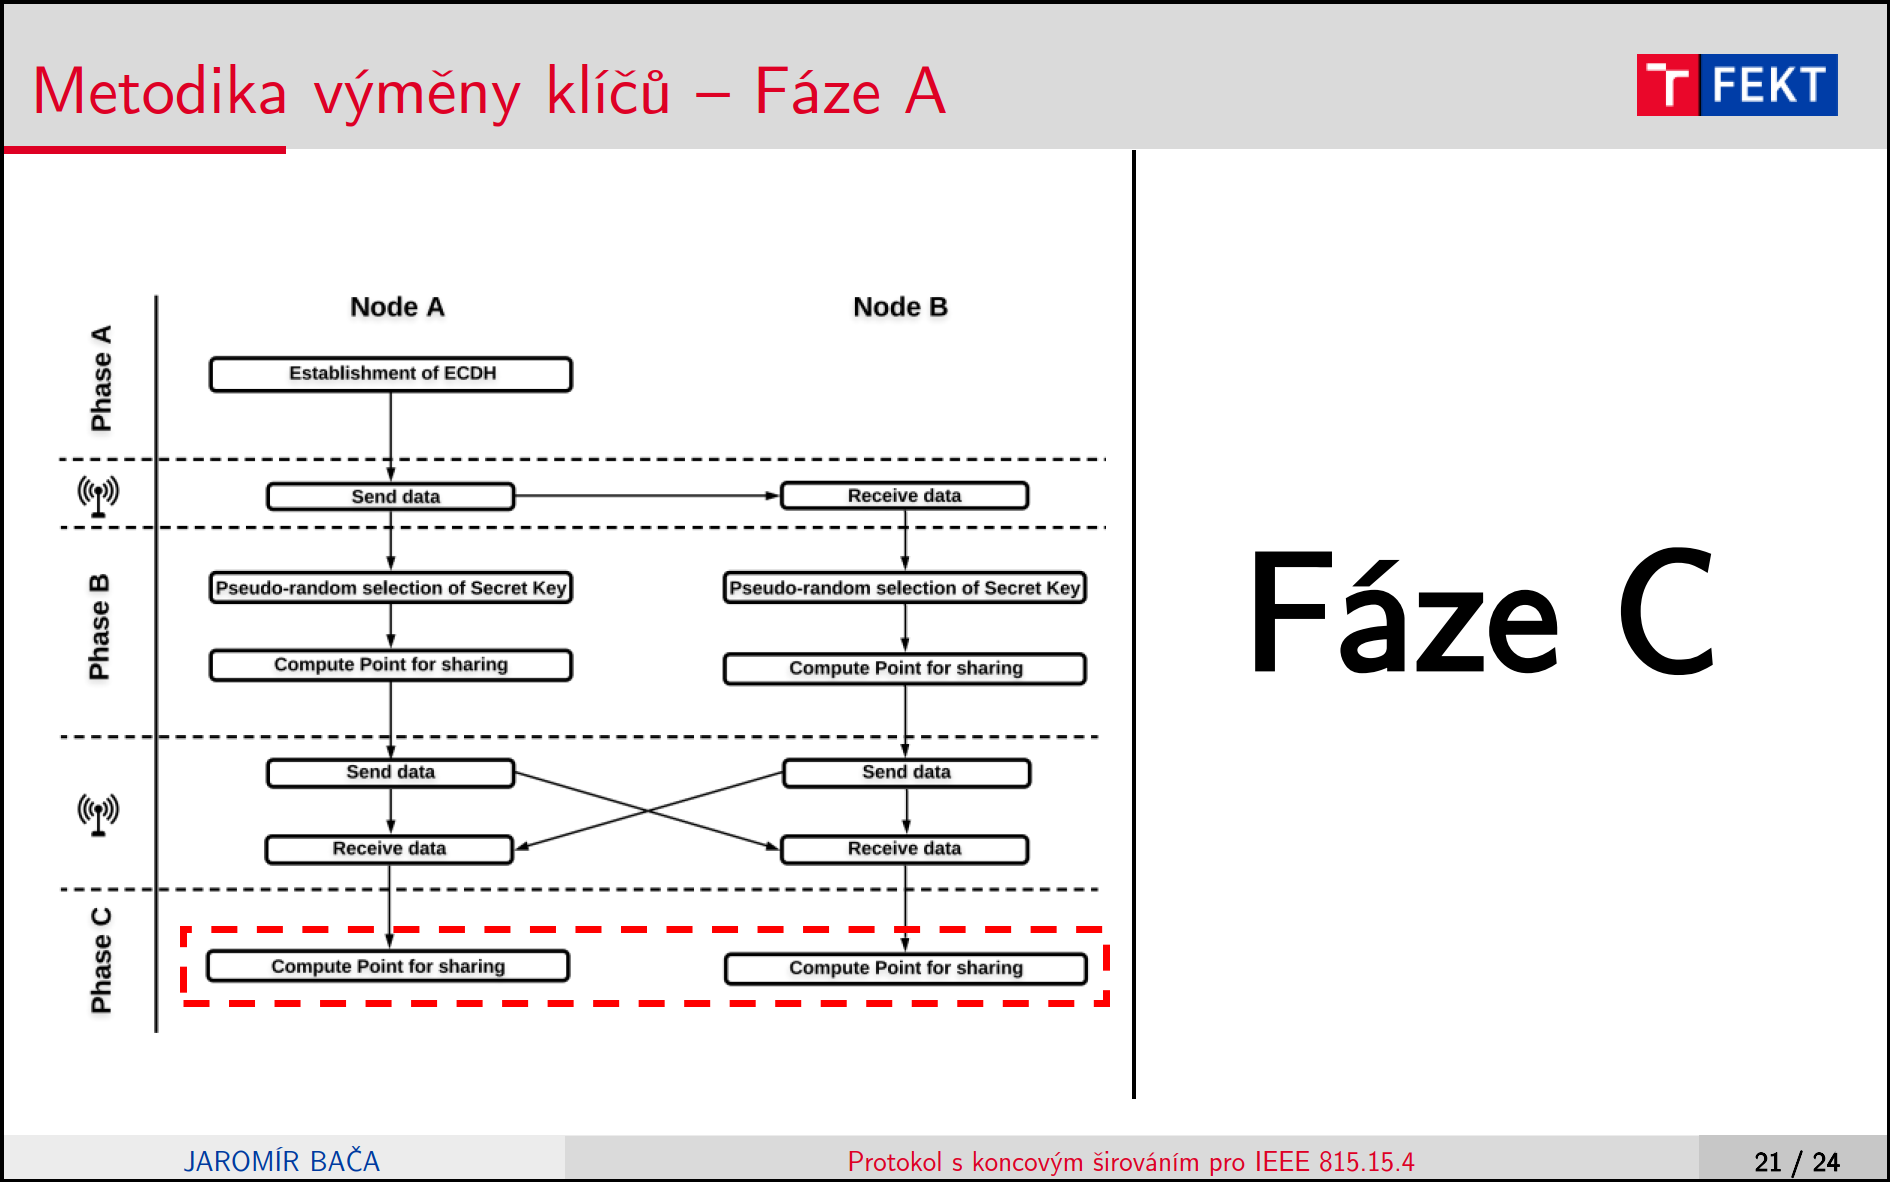 Metodika výměny klíčů – Fáze A
T FEKT
Node A
Node B
Phase A
Establishment of ECDH
Send data
Receive data
Phase B
Pseudo-random selection of Secret Key
Pseudo-random selection of Secret Key
Compute Point for sharing
Compute Point for sharing
Send data
Send data
Receive data
Receive data
Phase C
Compute Point for sharing
Compute Point for sharing
Fáze C
JAROMÍR BAČA
Protokol s koncovým širováním pro IEEE 815.15.4
21 / 24